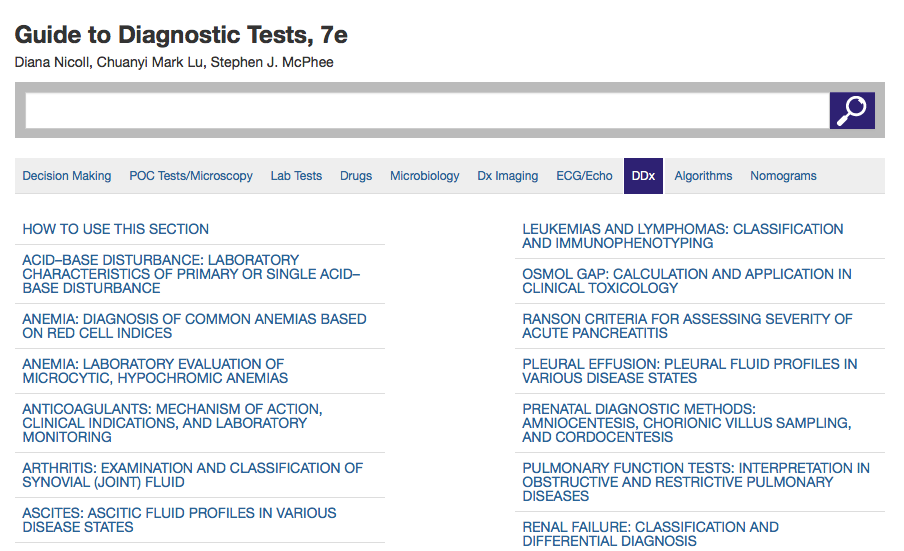 Guide to Diagnostic Tests, 7e
Diana Nicoll, Chuanyi Mark Lu, Stephen J. McPhee
Decision Making POC Tests/Microscopy Lab Tests Drugs Microbiology Dx Imaging ECG/Echo DDx Algorithms Nomograms
HOW TO USE THIS SECTION
ACID–BASE DISTURBANCE: LABORATORY
CHARACTERISTICS OF PRIMARY OR SINGLE ACID–
BASE DISTURBANCE
ANEMIA: DIAGNOSIS OF COMMON ANEMIAS BASED
ON RED CELL INDICES
ANEMIA: LABORATORY EVALUATION OF
MICROCYTIC, HYPOCHROMIC ANEMIAS
ANTICOAGULANTS: MECHANISM OF ACTION,
CLINICAL INDICATIONS, AND LABORATORY
MONITORING
ARTHRITIS: EXAMINATION AND CLASSIFICATION OF
SYNOVIAL (JOINT) FLUID
ASCITES: ASCITIC FLUID PROFILES IN VARIOUS
DISEASE STATES
LEUKEMIAS AND LYMPHOMAS: CLASSIFICATION
AND IMMUNOPHENOTYPING
OSMOL GAP: CALCULATION AND APPLICATION IN
CLINICAL TOXICOLOGY
RANSON CRITERIA FOR ASSESSING SEVERITY OF
ACUTE PANCREATITIS
PLEURAL EFFUSION: PLEURAL FLUID PROFILES IN
VARIOUS DISEASE STATES
PRENATAL DIAGNOSTIC METHODS:
AMNIOCENTESIS, CHORIONIC VILLUS SAMPLING,
AND CORDOCENTESIS
PULMONARY FUNCTION TESTS: INTERPRETATION IN
OBSTRUCTIVE AND RESTRICTIVE PULMONARY
DISEASES
RENAL FAILURE: CLASSIFICATION AND
DIFFERENTIAL DIAGNOSIS